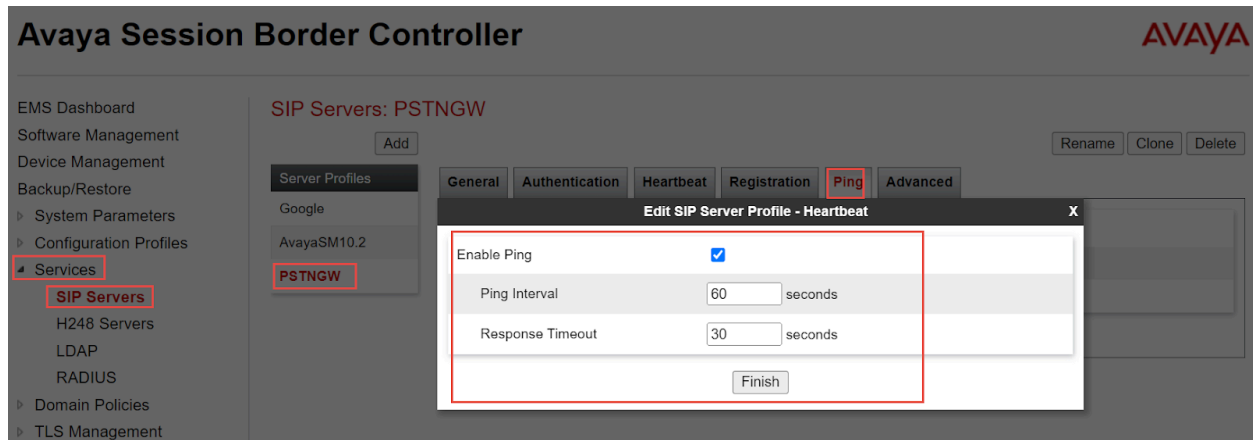 Avaya Session Border Controller
AVAYA
EMS Dashboard
Software Management
Device Management
Backup/Restore
System Parameters
Configuration Profiles
Services
SIP Servers
H248 Servers
LDAP
RADIUS
Domain Policies
TLS Management
SIP Servers: PSTNGW
Add
Rename Clone Delete
Server Profiles
Google
AvayaSM10.2
PSTNGW
General Authentication Heartbeat Registration Ping Advanced
Edit SIP Server Profile - Heartbeat X
Enable Ping
Ping Interval 60 seconds
Response Timeout 30 seconds
Finish